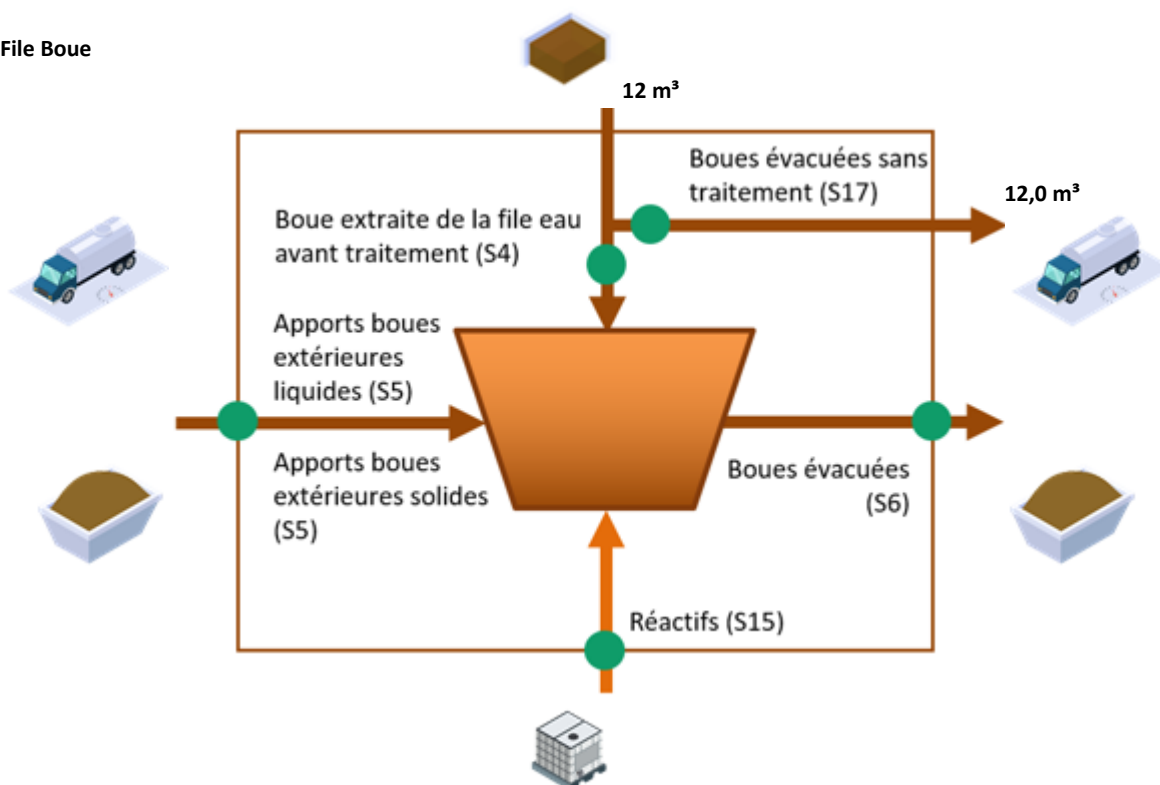 File Boue
12 m³
Boues évacuées sans
traitement (S17)
12,0 m³
Boue extraite de la file eau
avant traitement (S4)
Apports boues
extérieures
liquides (S5)
Apports boues
extérieures solides
(S5)
Boues évacuées
(S6)
Réactifs (S15)